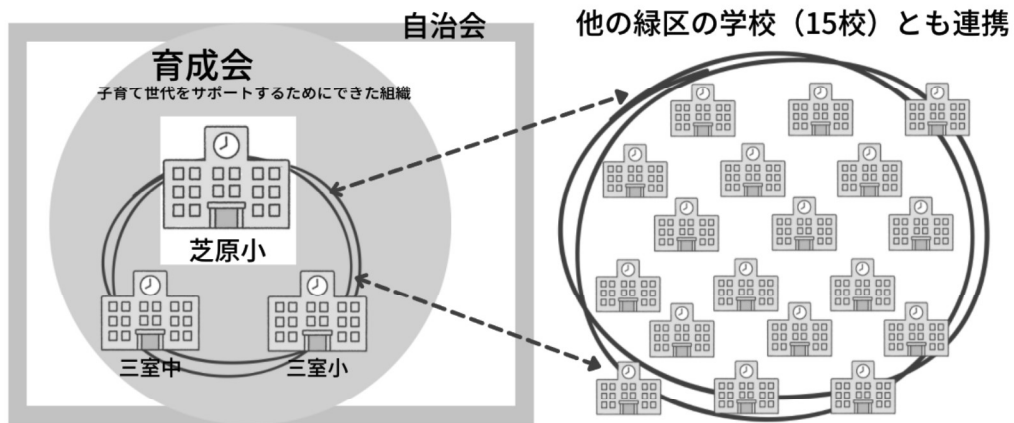 自治会
他の緑区の学校（15校）とも連携
育成会
子育て世代をサポートするためにできた組織
芝原小
三室中
三室小